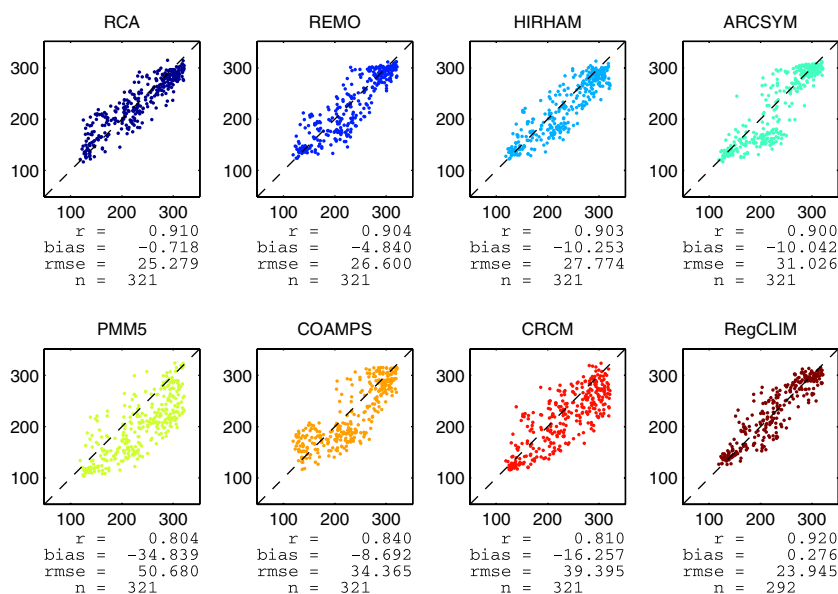 RCA REMO HIRHAM ARCSYM
300 300 300 300
200 200 200 200
100 100 100 100
100 200 300 100 200 300 100 200 300 100 200 300
r = 0.910 r = 0.904 r = 0.903 r = 0.900
bias = -0.718 bias = -4.840 bias = -10.253 bias = -10.042
rmse = 25.279 rmse = 26.600 rmse = 27.774 rmse = 31.026
n = 321 n = 321 n = 321 n = 321
PMM5 COAMPS CRCM RegCLIM
300 300 300 300
200 200 200 200
100 100 100 100
100 200 300 100 200 300 100 200 300 100 200 300
r = 0.804 r = 0.840 r = 0.810 r = 0.920
bias = -34.839 bias = -8.692 bias = -16.257 bias = 0.276
rmse = 50.680 rmse = 34.365 rmse = 39.395 rmse = 23.945
n = 321 n = 321 n = 321 n = 292